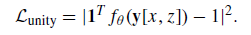 ℒ_unity = |1^T f_θ(y[x, z]) − 1|².